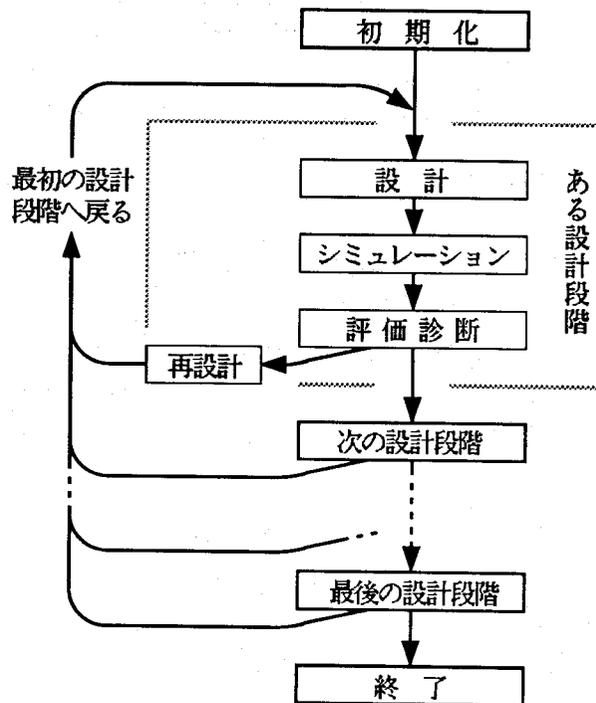 初期化
最初の設計
段階へ戻る
設計
シミュレーション
評価診断
再設計
ある設計段階
次の設計段階
最後の設計段階
終了